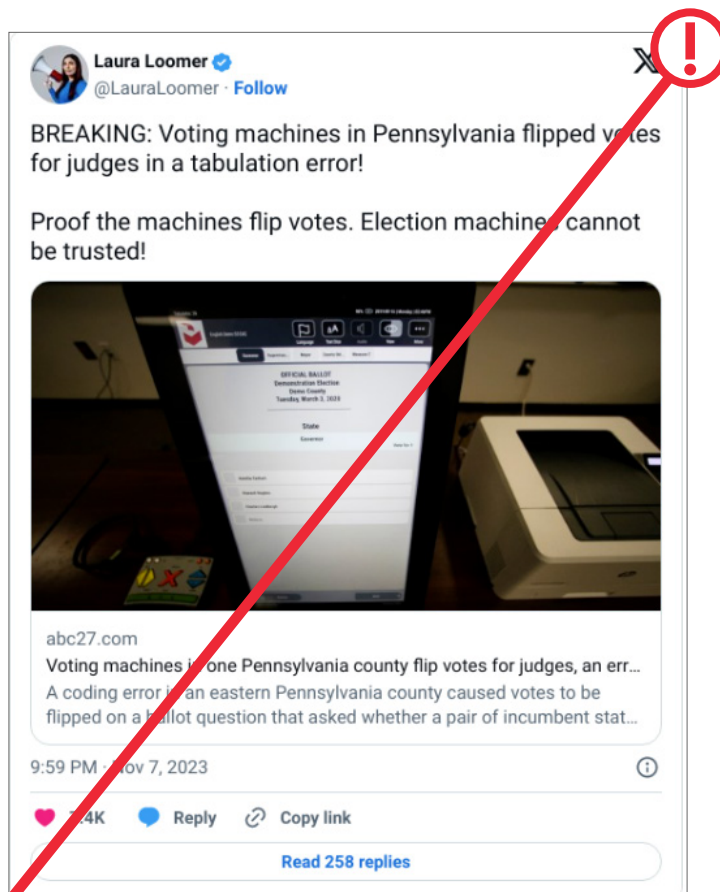 Laura Loomer
@LauraLoomer · Follow
BREAKING: Voting machines in Pennsylvania flipped votes
for judges in a tabulation error!
Proof the machines flip votes. Election machines cannot
be trusted!
OFFICIAL BALLOT
Demonstration Election
Demo County
Tuesday, March 3, 2020
State
Governor
abc27.com
Voting machines in one Pennsylvania county flip votes for judges, an err...
A coding error in an eastern Pennsylvania county caused votes to be
flipped on a ballot question that asked whether a pair of incumbent stat...
9:59 PM · Nov 7, 2023
Reply
Copy link
Read 258 replies